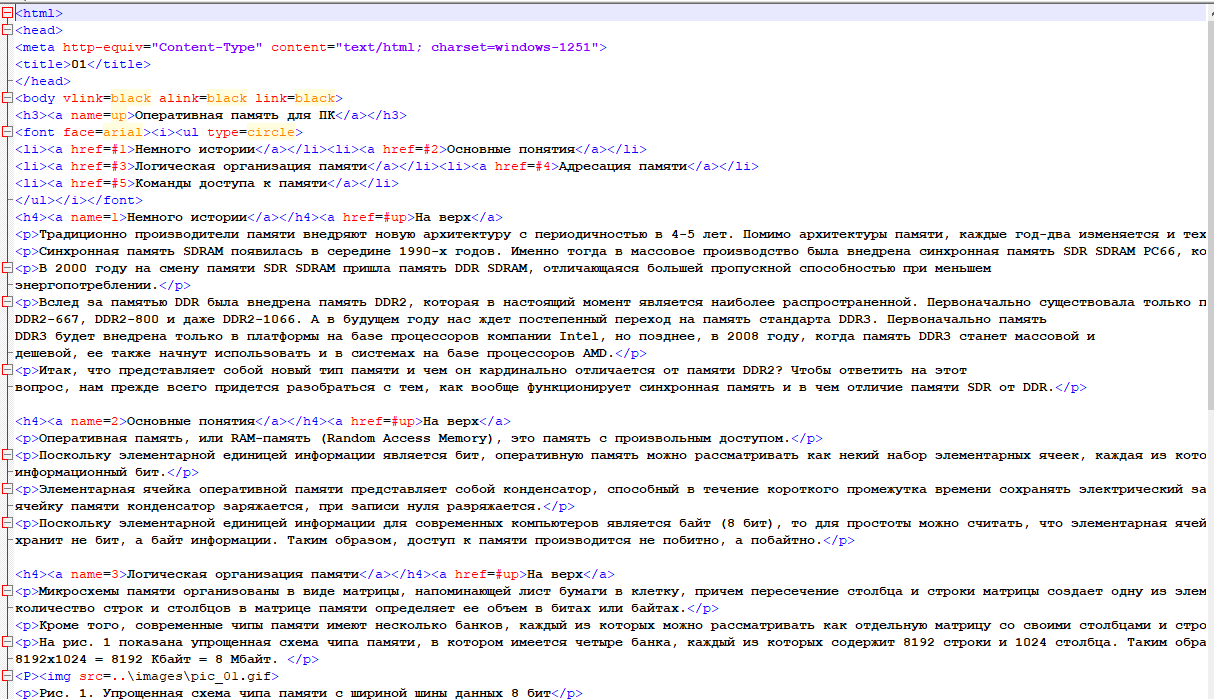 <html>
<head>
<meta http-equiv="Content-Type" content="text/html; charset=windows-1251">
<title>01</title>
</head>
<body vlink=black alink=black link=black>
<h3><a name=up>Оперативная память для ПК</a></h3>
<font face=arial><i><ul type=circle>
<li><a href=#1>Немного истории</a></li><li><a href=#2>Основные понятия</a></li>
<li><a href=#3>Логическая организация памяти</a></li><li><a href=#4>Адресация памяти</a></li>
<li><a href=#5>Команды доступа к памяти</a></li>
</ul></i></font>
<h4><a name=1>Немного истории</a></h4><a href=#up>На верх</a>
<p>Традиционно производители памяти внедряют новую архитектуру с периодичностью в 4-5 лет. Помимо архитектуры памяти, каждые год-два изменяется и тех
<p>Синхронная память SDRAM появилась в середине 1990-х годов. Именно тогда в массовое производство была внедрена синхронная память SDR SDRAM PC66, ко
<p>В 2000 году на смену памяти SDR SDRAM пришла память DDR SDRAM, отличающаяся большей пропускной способностью при меньшем
энергопотреблении.</p>
<p>Вслед за памятью DDR была внедрена память DDR2, которая в настоящий момент является наиболее распространенной. Первоначально существовала только п
DDR2-667, DDR2-800 и даже DDR2-1066. А в будущем году нас ждет постепенный переход на память стандарта DDR3. Первоначально память
DDR3 будет внедрена только в платформы на базе процессоров компании Intel, но позднее, в 2008 году, когда память DDR3 станет массовой и
дешевой, ее также начнут использовать и в системах на базе процессоров AMD.</p>
<p>Итак, что представляет собой новый тип памяти и чем он кардинально отличается от памяти DDR2? Чтобы ответить на этот
вопрос, нам прежде всего придется разобраться с тем, как вообще функционирует синхронная память и в чем отличие памяти SDR от DDR.</p>
<h4><a name=2>Основные понятия</a></h4><a href=#up>На верх</a>
<p>Оперативная память, или RAM-память (Random Access Memory), это память с произвольным доступом.</p>
<p>Поскольку элементарной единицей информации является бит, оперативную память можно рассматривать как некий набор элементарных ячеек, каждая из кото
информационный бит.</p>
<p>Элементарная ячейка оперативной памяти представляет собой конденсатор, способный в течение короткого промежутка времени сохранять электрический за
ячейку памяти конденсатор заряжается, при записи нуля разряжается.</p>
<p>Поскольку элементарной единицей информации для современных компьютеров является байт (8 бит), то для простоты можно считать, что элементарная ячей
хранит не бит, а байт информации. Таким образом, доступ к памяти производится не побитно, а побайтно.</p>
<h4><a name=3>Логическая организация памяти</a></h4><a href=#up>На верх</a>
<p>Микросхемы памяти организованы в виде матрицы, напоминающей лист бумаги в клетку, причем пересечение столбца и строки матрицы создает одну из элем
количество строк и столбцов в матрице памяти определяет ее объем в битах или байтах.</p>
<p>Кроме того, современные чипы памяти имеют несколько банков, каждый из которых можно рассматривать как отдельную матрицу со своими столбцами и стро
<p>На рис. 1 показана упрощенная схема чипа памяти, в котором имеется четыре банка, каждый из которых содержит 8192 строки и 1024 столбца. Таким обра
8192x1024 = 8192 Кбайт = 8 Мбайт. </p>
<P><img src=..\images\pic_01.gif>
<p>Рис. 1. Упрощенная схема чипа памяти с шириной шины данных 8 бит</p>